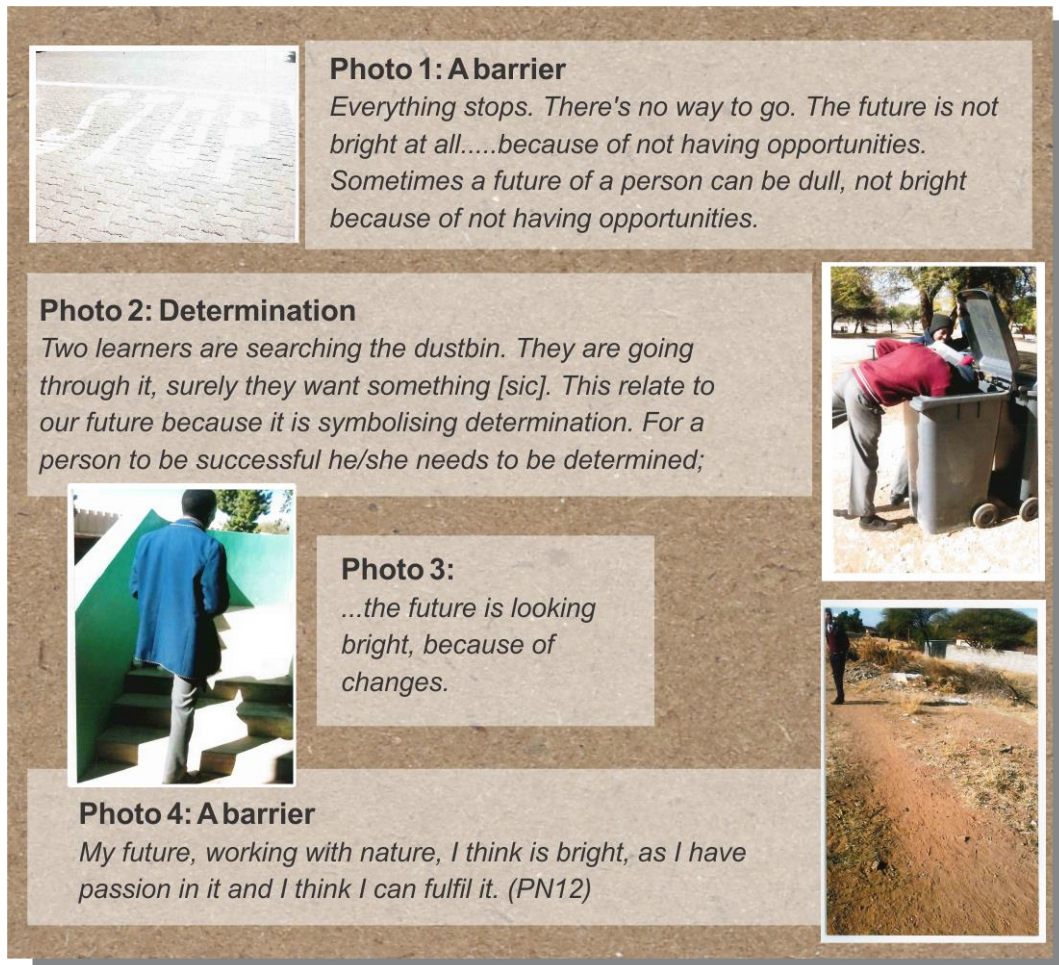 STOP
Photo 1: A barrier
Everything stops. There's no way to go. The future is not
bright at all.....because of not having opportunities.
Sometimes a future of a person can be dull, not bright
because of not having opportunities.
Photo 2: Determination
Two learners are searching the dustbin. They are going
through it, surely they want something [sic]. This relate to
our future because it is symbolising determination. For a
person to be successful he/she needs to be determined;
Photo 3:
...the future is looking
bright, because of
changes.
Photo 4: A barrier
My future, working with nature, I think is bright, as I have
passion in it and I think I can fulfil it. (PN12)